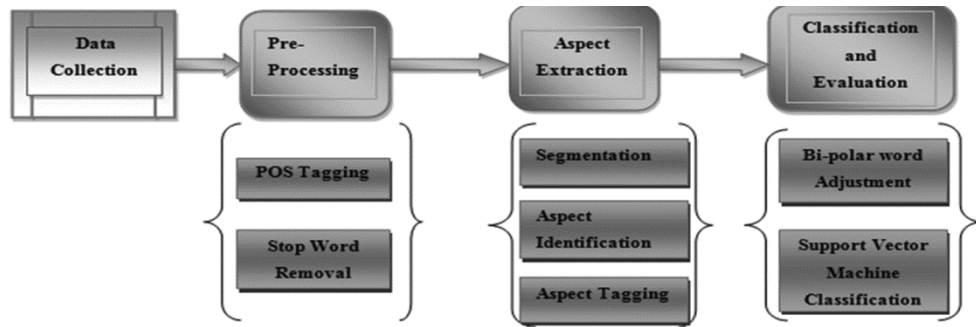 Data
Collection
Pre-
Processing
Aspect
Extraction
Classification
and
Evaluation
POS Tagging
Stop Word
Removal
Segmentation
Aspect
Identification
Aspect Tagging
Bi-polar word
Adjustment
Support Vector
Machine
Classification